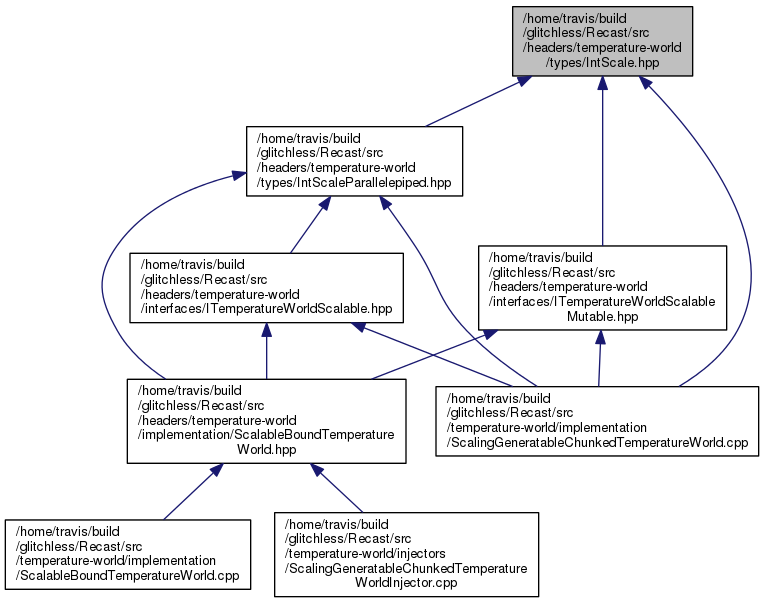 /home/travis/build
/glitchless/Recast/src
/headers/temperature-world
/types/IntScale.hpp
/home/travis/build
/glitchless/Recast/src
/headers/temperature-world
/types/IntScaleParallelepiped.hpp
/home/travis/build
/glitchless/Recast/src
/headers/temperature-world
/interfaces/ITemperatureWorldScalable.hpp
/home/travis/build
/glitchless/Recast/src
/headers/temperature-world
/interfaces/ITemperatureWorldScalable
Mutable.hpp
/home/travis/build
/glitchless/Recast/src
/headers/temperature-world
/implementation/ScalableBoundTemperature
World.hpp
/home/travis/build
/glitchless/Recast/src
/temperature-world/implementation
/ScalingGeneratableChunkedTemperatureWorld.cpp
/home/travis/build
/glitchless/Recast/src
/temperature-world/implementation
/ScalableBoundTemperatureWorld.cpp
/home/travis/build
/glitchless/Recast/src
/temperature-world/injectors
/ScalingGeneratableChunkedTemperature
WorldInjector.cpp